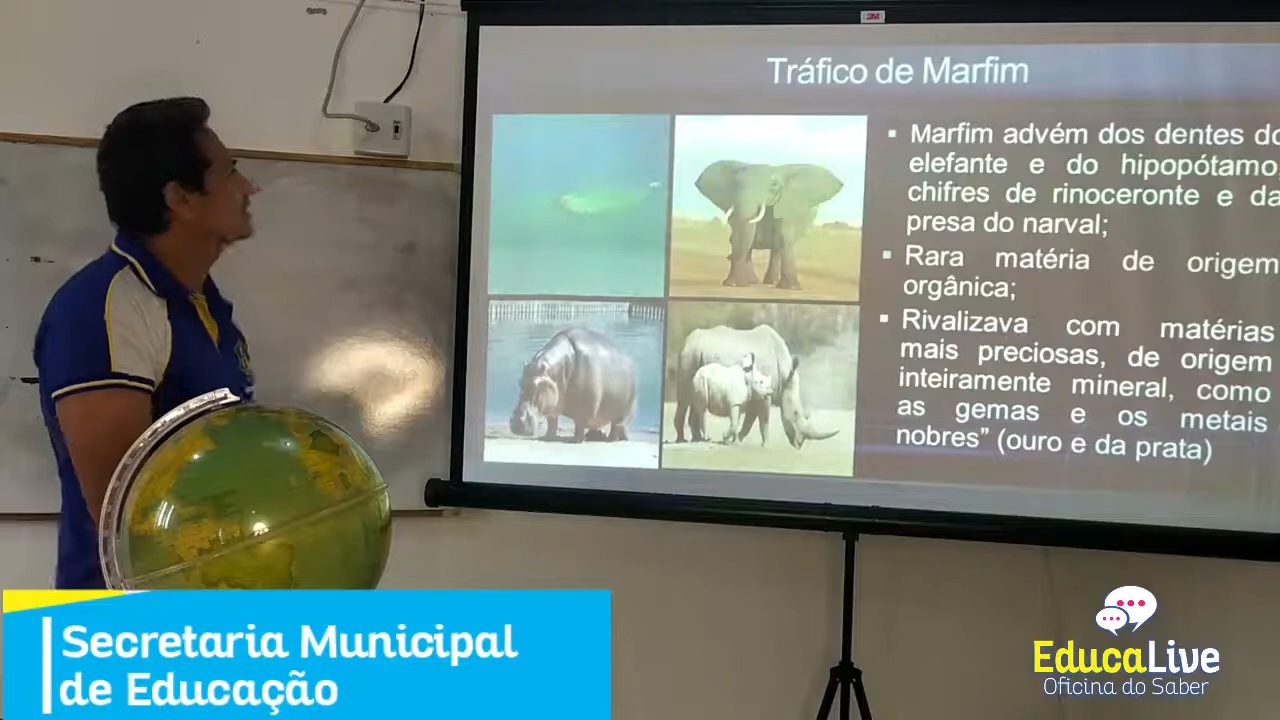 3M
Tráfico de Marfim
▪ Marfim advém dos dentes do
elefante e do hipopótamo,
chifres de rinoceronte e da
presa do narval;
▪ Rara matéria de origem
orgânica;
▪ Rivalizava com matérias
mais preciosas, de origem
inteiramente mineral, como
as gemas e os metais
nobres” (ouro e da prata)
Secretaria Municipal
de Educação
EducaLive
Oficina do Saber